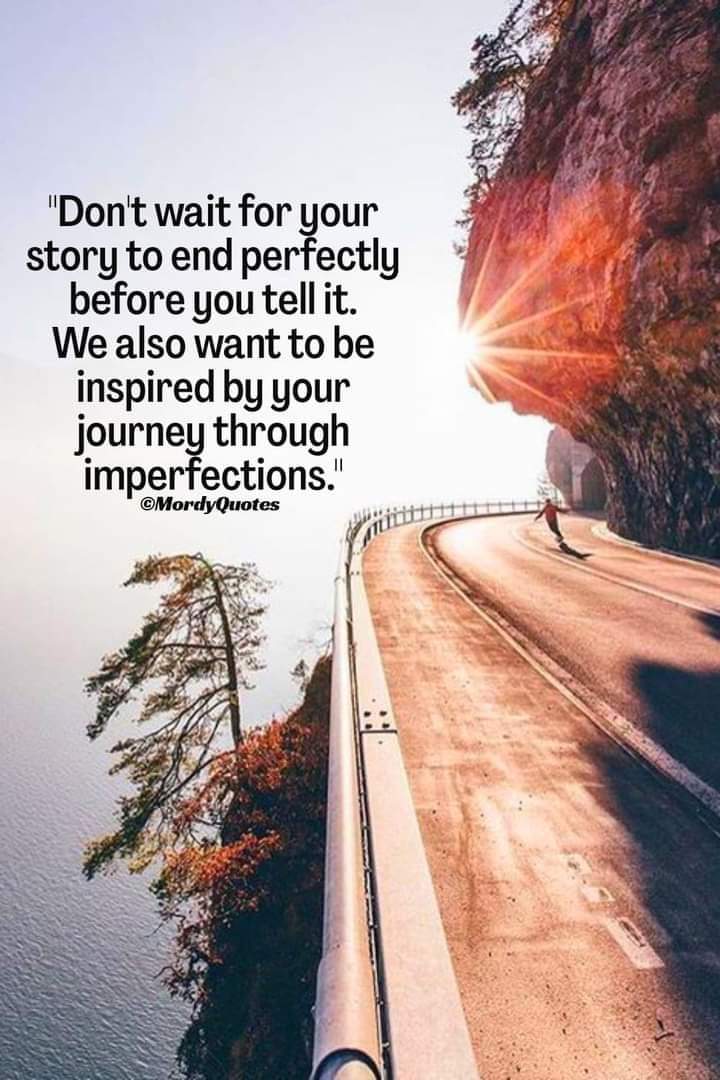 "Don't wait for your
story to end perfectly
before you tell it.
We also want to be
inspired by your
journey through
imperfections."
©MordyQuotes